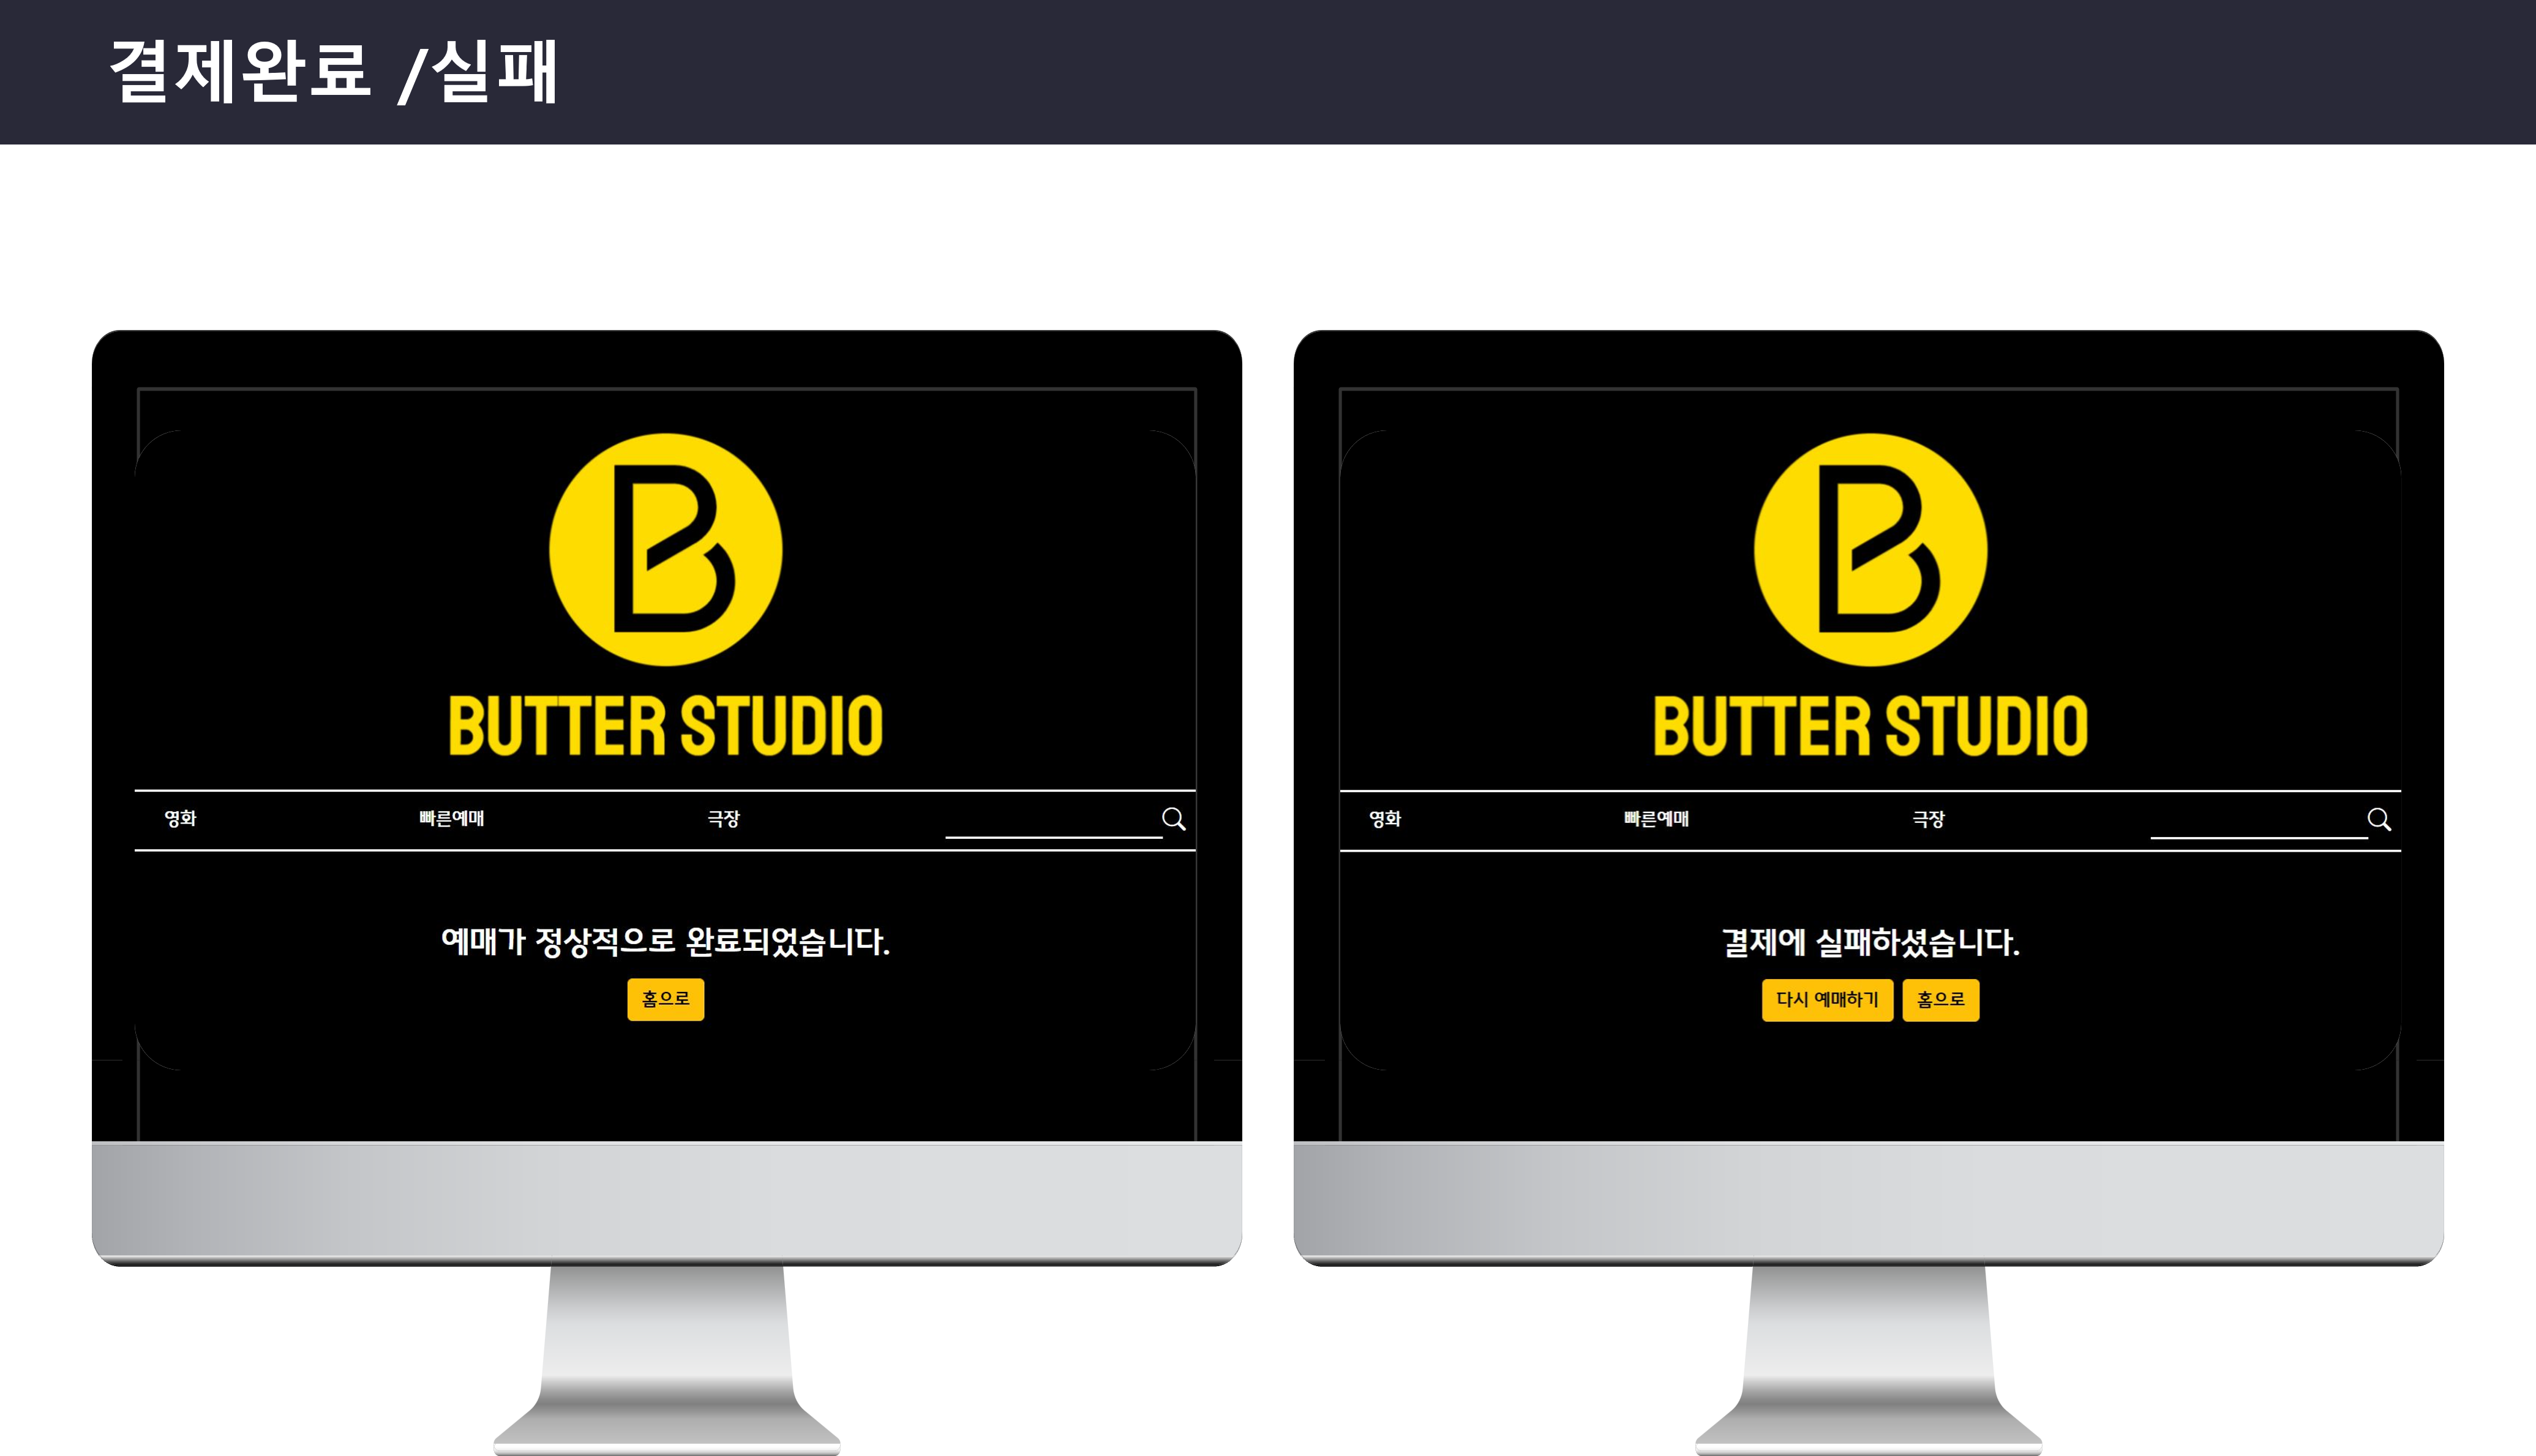 결제완료 /실패
B
BUTTER STUDIO
영화 빠른예매 극장
예매가 정상적으로 완료되었습니다.
홈으로
B
BUTTER STUDIO
영화 빠른예매 극장
결제에 실패하셨습니다.
다시 예매하기 홈으로